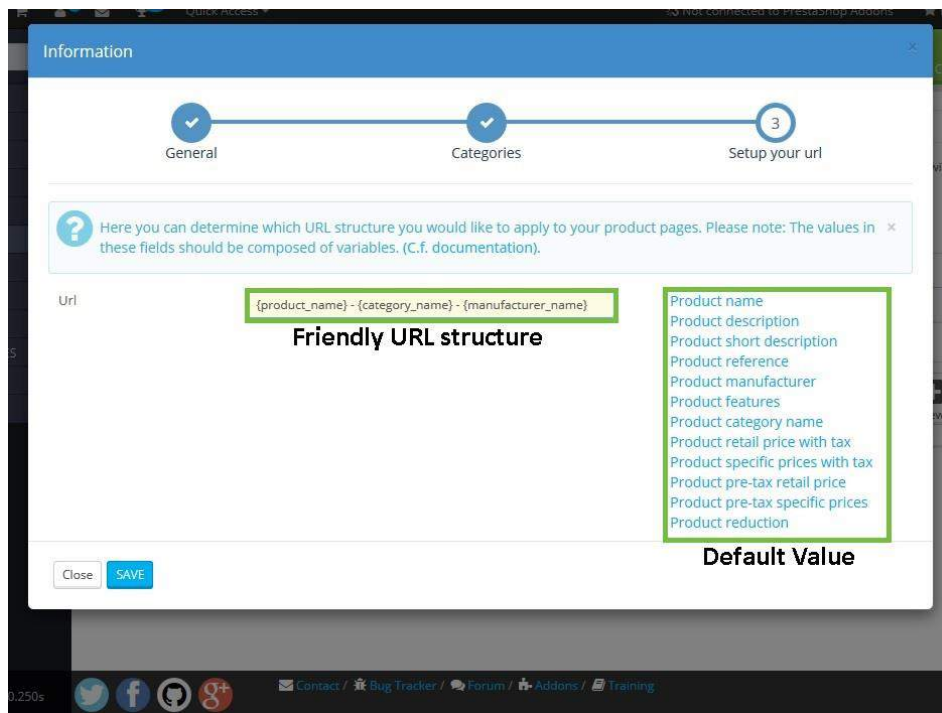 Quick Access
Not connected to PrestaShop Addons
Information
×
3
General
Categories
Setup your url
Here you can determine which URL structure you would like to apply to your product pages. Please note: The values in ×
these fields should be composed of variables. (C.f. documentation).
Url
{product_name} - {category_name} - {manufacturer_name}
Friendly URL structure
Product name
Product description
Product short description
Product reference
Product manufacturer
Product features
Product category name
Product retail price with tax
Product specific prices with tax
Product pre-tax retail price
Product pre-tax specific prices
Product reduction
Default Value
Close
SAVE
0.250s
Contact / Bug Tracker / Forum / Addons / Training